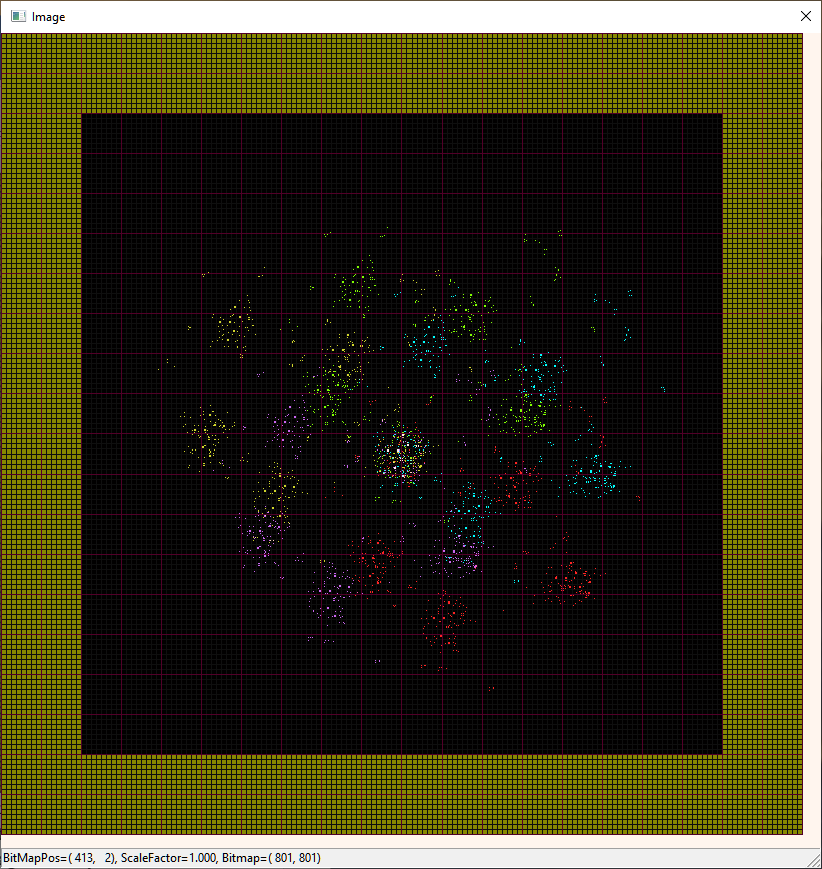 Image
BitMapPos=( 413,   2), ScaleFactor=1.000, Bitmap=( 801, 801)